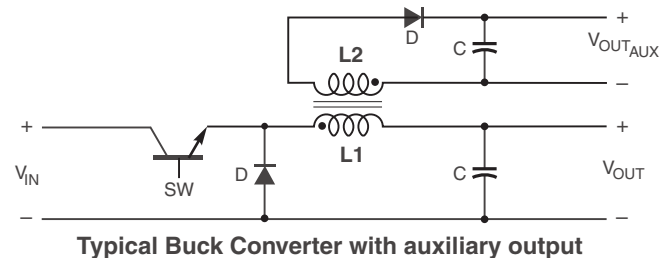 D
+
C
V_OUT_AUX
L2
−
+
+
L1
V_IN
D
C
V_OUT
SW
−
−
Typical Buck Converter with auxiliary output